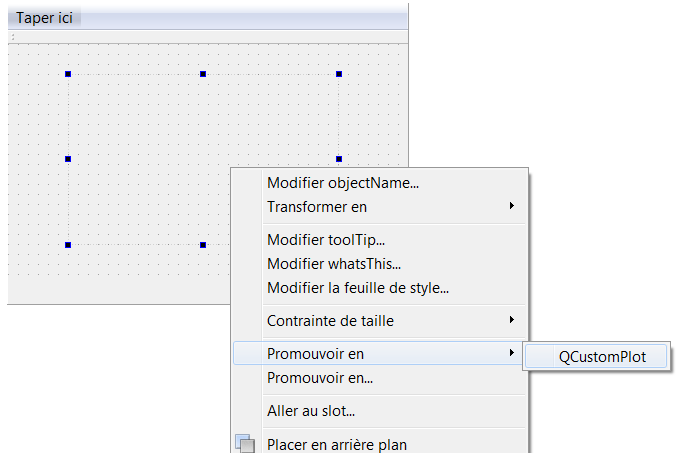 Taper ici
Modifier objectName...
Transformer en
Modifier toolTip...
Modifier whatsThis...
Modifier la feuille de style...
Contrainte de taille
Promouvoir en
QCustomPlot
Promouvoir en...
Aller au slot...
Placer en arrière plan